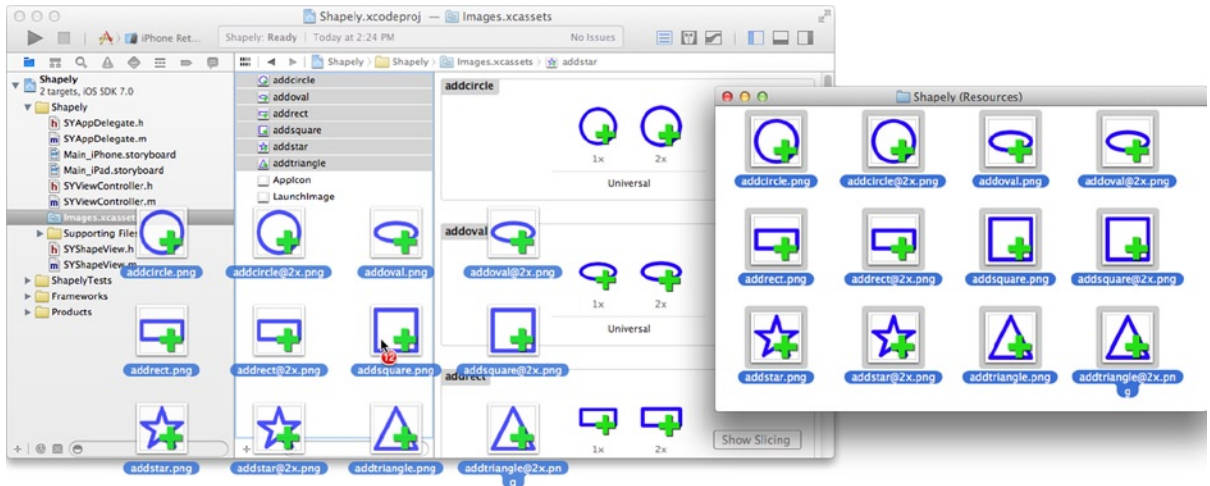 Shapely.xcodeproj — Images.xcassets
iPhone Ret...
Shapely: Ready | Today at 2:24 PM
No Issues
Shapely
2 targets, iOS SDK 7.0
Shapely
SYAppDelegate.h
SYAppDelegate.m
Main_iPhone.storyboard
Main_iPad.storyboard
SYViewController.h
SYViewController.m
Images.xcassets
Supporting Files
SYShapeView.h
SYShapeView.m
ShapelyTests
Frameworks
Products
Shapely Shapely Images.xcassets addstar
addcircle
addoval
addrect
addsquare
addstar
addtriangle
AppIcon
LaunchImage
addcircle
1x 2x
Universal
addoval
1x 2x
Universal
addrect
1x 2x
Show Slicing
addcircle.png addcircle@2x.png addoval.png addoval@2x.png
addrect.png addrect@2x.png addsquare.png addsquare@2x.png
12
addstar.png addstar@2x.png addtriangle.png addtriangle@2x.pn
g
Shapely (Resources)
addcircle.png addcircle@2x.png addoval.png addoval@2x.png
addrect.png addrect@2x.png addsquare.png addsquare@2x.png
addstar.png addstar@2x.png addtriangle.png addtriangle@2x.pn
g